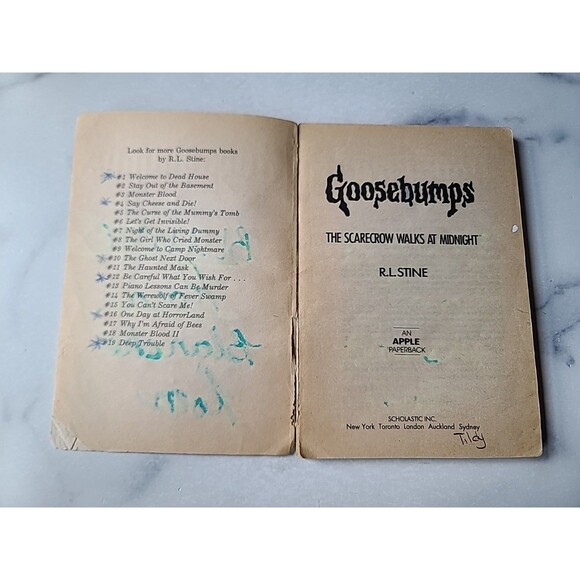 Look for more Goosebumps books
by R.L. Stine:
#1 Welcome to Dead House
#2 Stay Out of the Basement
#3 Monster Blood
#4 Say Cheese and Die!
#5 The Curse of the Mummy's Tomb
#6 Let's Get Invisible!
#7 Night of the Living Dummy
#8 The Girl Who Cried Monster
#9 Welcome to Camp Nightmare
#10 The Ghost Next Door
#11 The Haunted Mask
#12 Be Careful What You Wish For . . .
#13 Piano Lessons Can Be Murder
#14 The Werewolf of Fever Swamp
#15 You Can't Scare Me!
#16 One Day at HorrorLand
#17 Why I'm Afraid of Bees
#18 Monster Blood II
#19 Deep Trouble
Goosebumps
THE SCARECROW WALKS AT MIDNIGHT
R.L. STINE
AN
APPLE
PAPERBACK
SCHOLASTIC INC.
New York Toronto London Auckland Sydney
Tildy